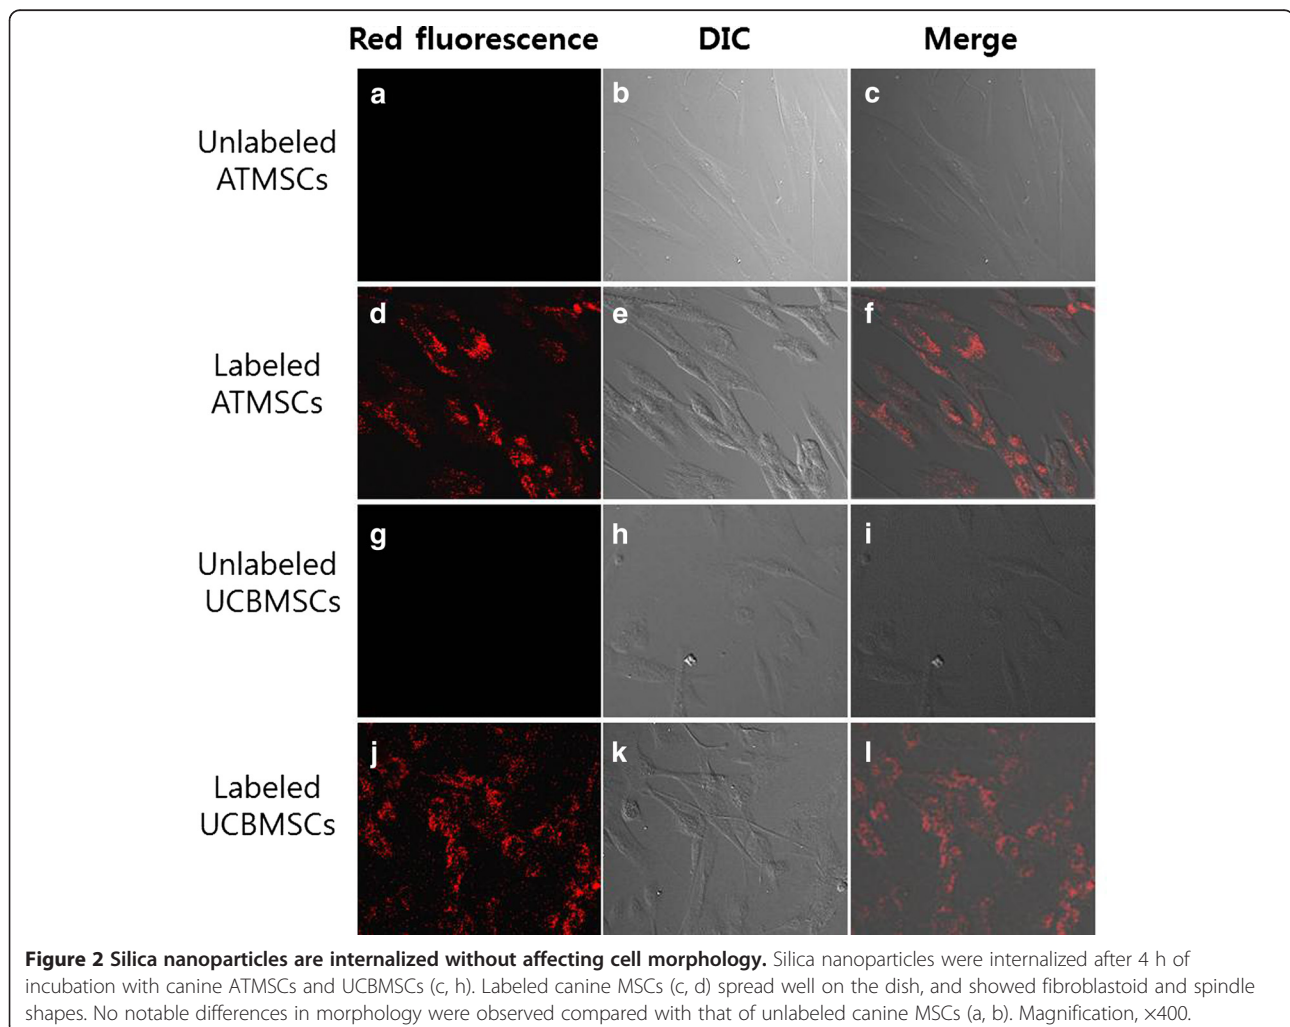 Red fluorescence DIC Merge
a b c
Unlabeled
ATMSCs
d e f
Labeled
ATMSCs
g h i
Unlabeled
UCBMSCs
j k l
Labeled
UCBMSCs
Figure 2 Silica nanoparticles are internalized without affecting cell morphology. Silica nanoparticles were internalized after 4 h of
incubation with canine ATMSCs and UCBMSCs (c, h). Labeled canine MSCs (c, d) spread well on the dish, and showed fibroblastoid and spindle
shapes. No notable differences in morphology were observed compared with that of unlabeled canine MSCs (a, b). Magnification, ×400.